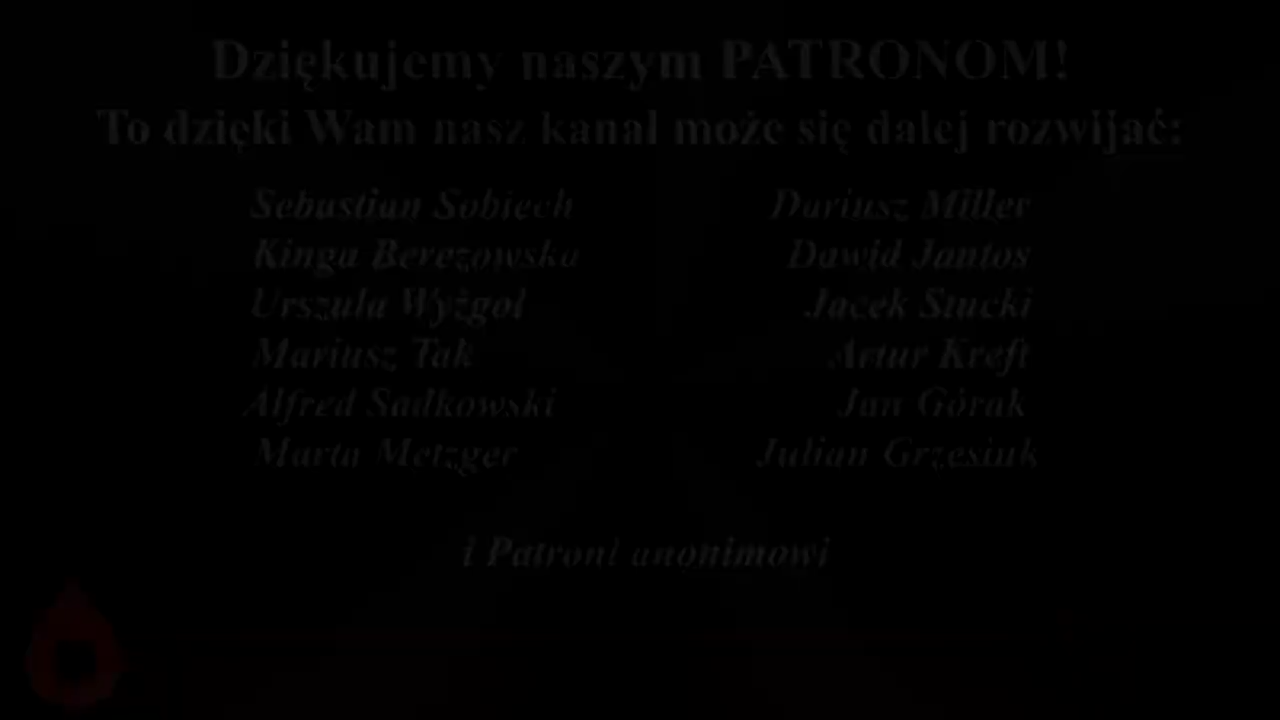 Dziękujemy naszym PATRONOM!
To dzięki Wam nasz kanał może się dalej rozwijać:
Sebastian Sobiech Dariusz Miller
Kinga Berezowska Dawid Jantos
Urszula Wyżgoł Jacek Stucki
Mariusz Tak Artur Kreft
Alfred Sadkowski Jan Górak
Marta Metzger Julian Grzesiuk
i Patroni anonimowi